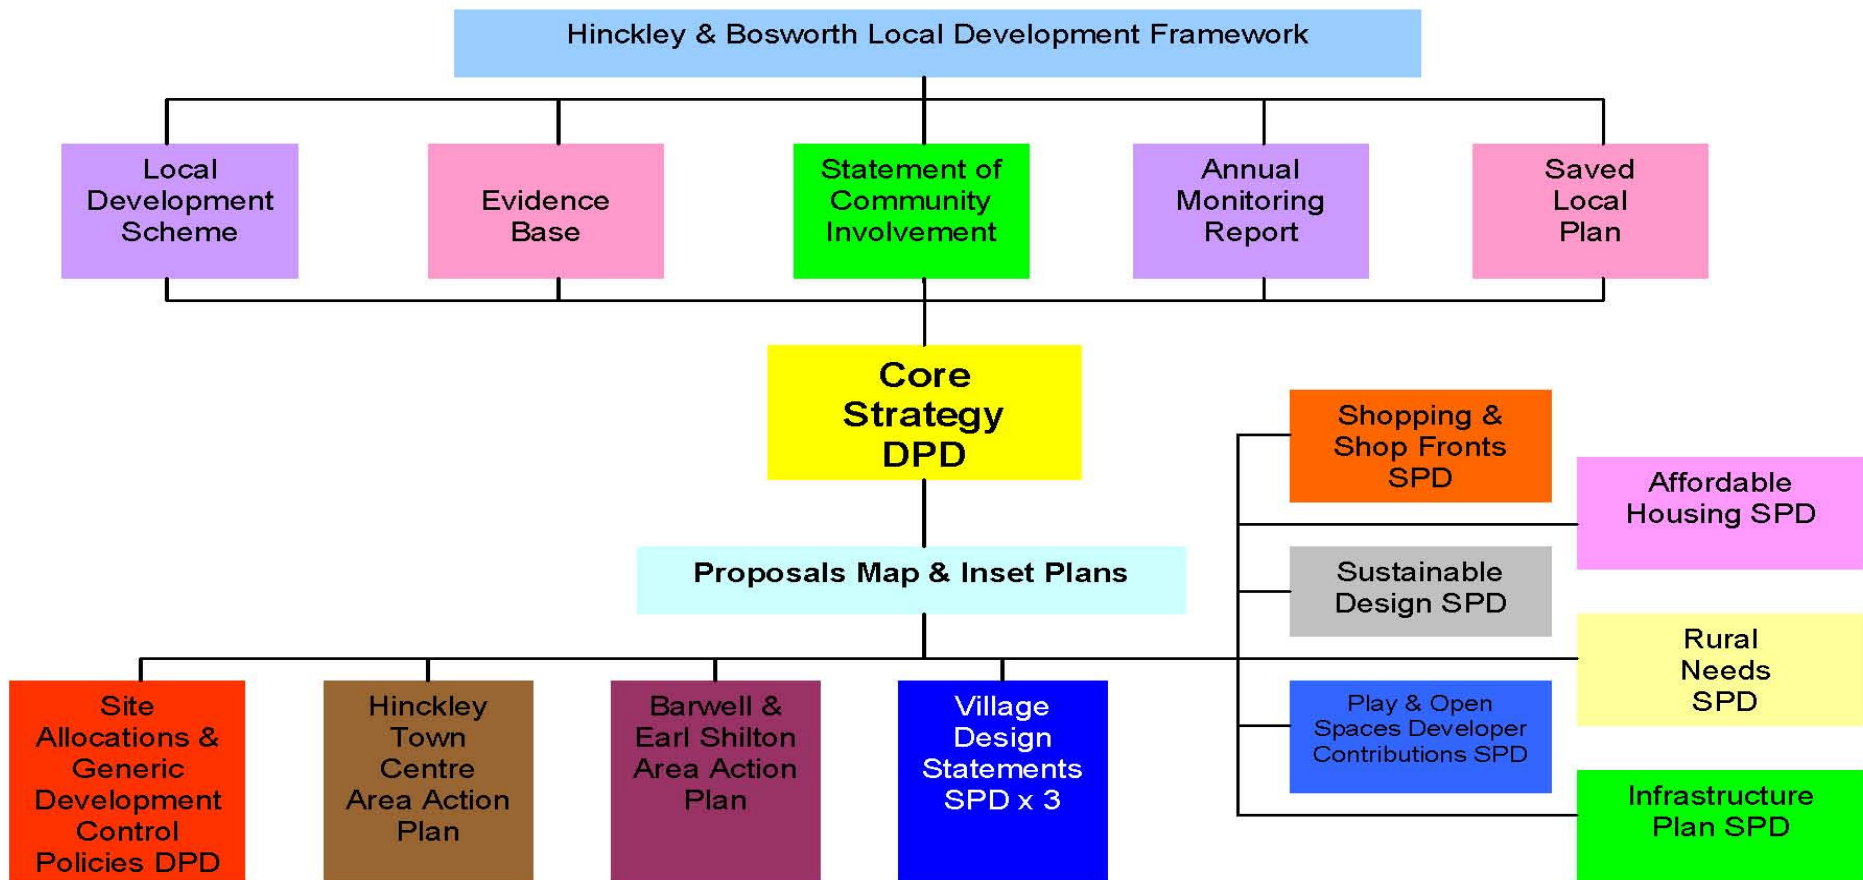 Hinckley & Bosworth Local Development Framework
Local
Development
Scheme
Evidence
Base
Statement of
Community
Involvement
Annual
Monitoring
Report
Saved
Local
Plan
Core
Strategy
DPD
Shopping &
Shop Fronts
SPD
Affordable
Housing SPD
Proposals Map & Inset Plans
Sustainable
Design SPD
Rural
Needs
SPD
Site
Allocations &
Generic
Development
Control
Policies DPD
Hinckley
Town
Centre
Area Action
Plan
Barwell &
Earl Shilton
Area Action
Plan
Village
Design
Statements
SPD x 3
Play & Open
Spaces Developer
Contributions SPD
Infrastructure
Plan SPD